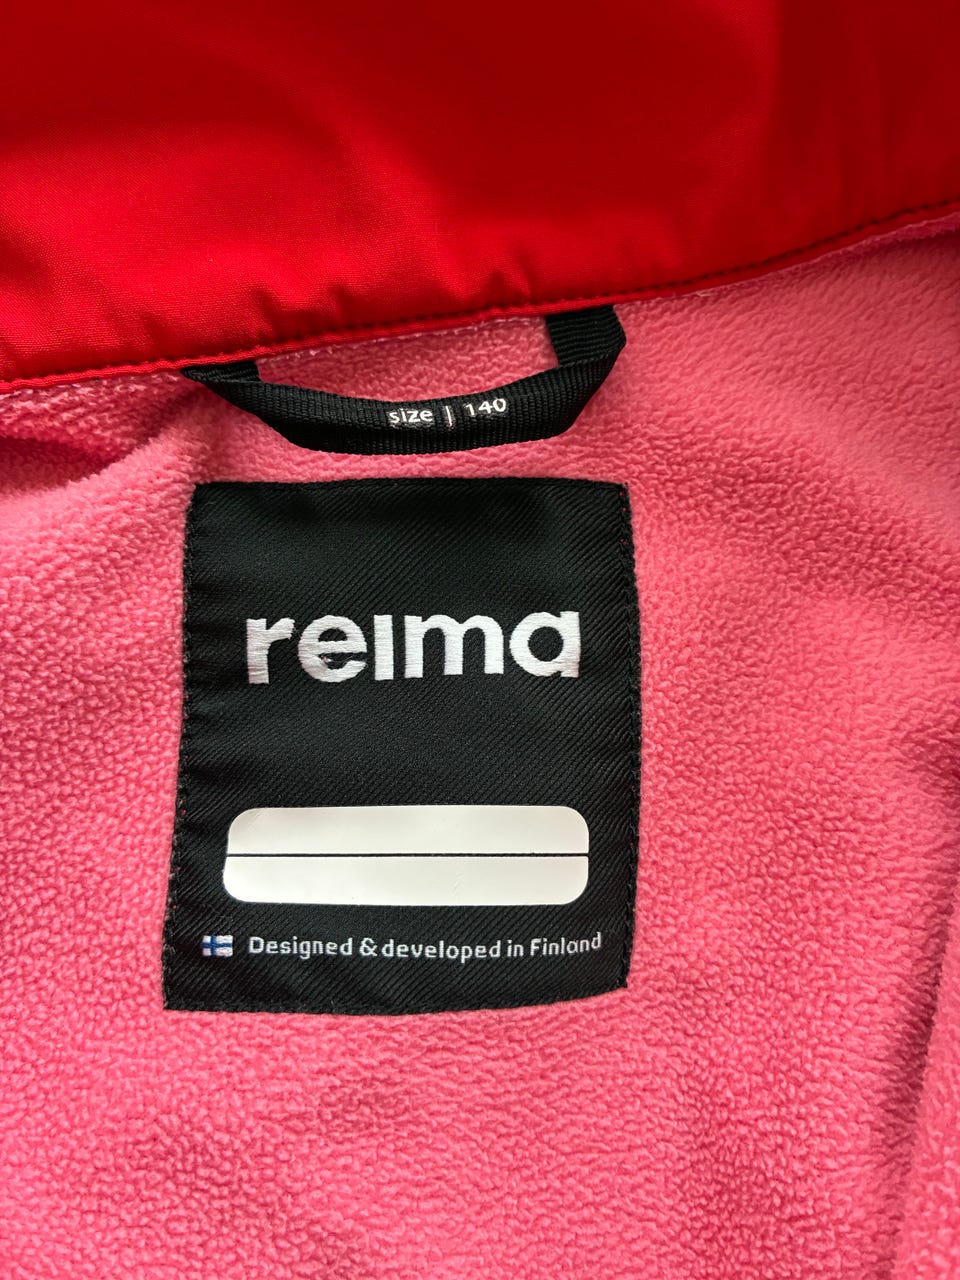 size | 140
reima
Designed & developed in Finland